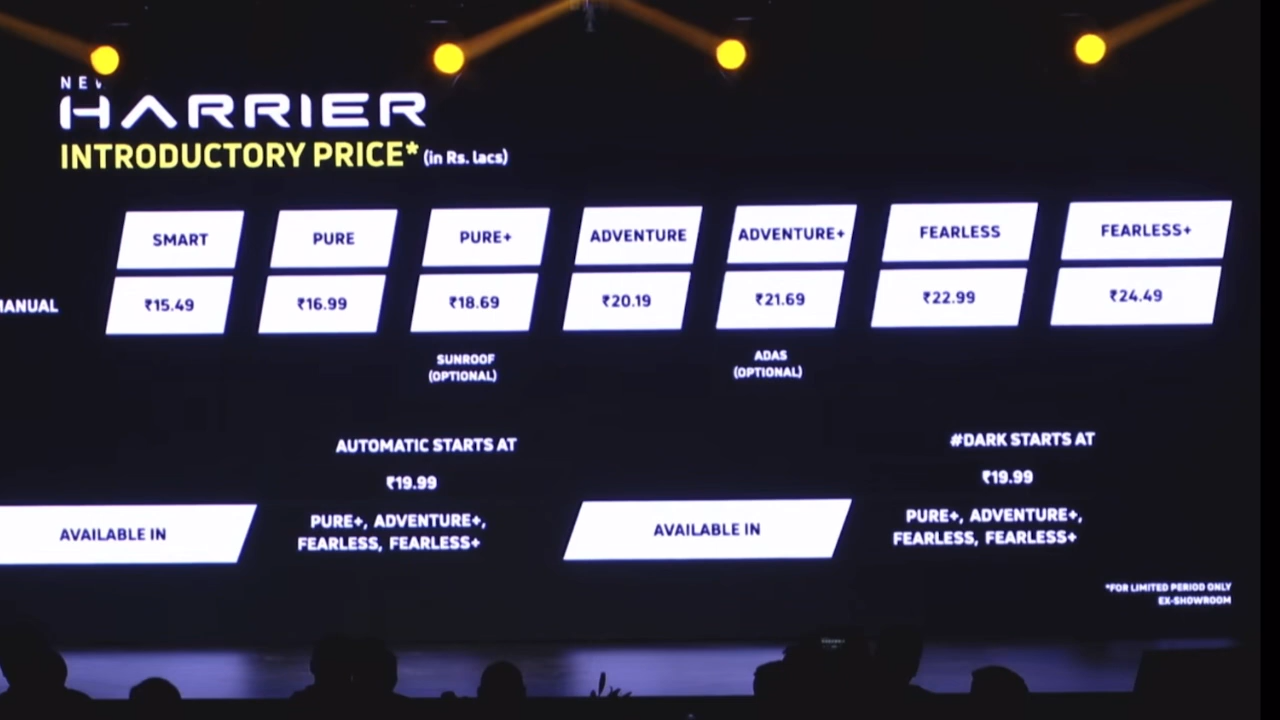 NEW
HARRIER
INTRODUCTORY PRICE* (in Rs. lacs)
SMART PURE PURE+ ADVENTURE ADVENTURE+ FEARLESS FEARLESS+
MANUAL ₹15.49 ₹16.99 ₹18.69 ₹20.19 ₹21.69 ₹22.99 ₹24.49
SUNROOF ADAS
(OPTIONAL) (OPTIONAL)
AUTOMATIC STARTS AT #DARK STARTS AT
₹19.99 ₹19.99
AVAILABLE IN PURE+, ADVENTURE+, AVAILABLE IN PURE+, ADVENTURE+,
FEARLESS, FEARLESS+ FEARLESS, FEARLESS+
*FOR LIMITED PERIOD ONLY
EX-SHOWROOM